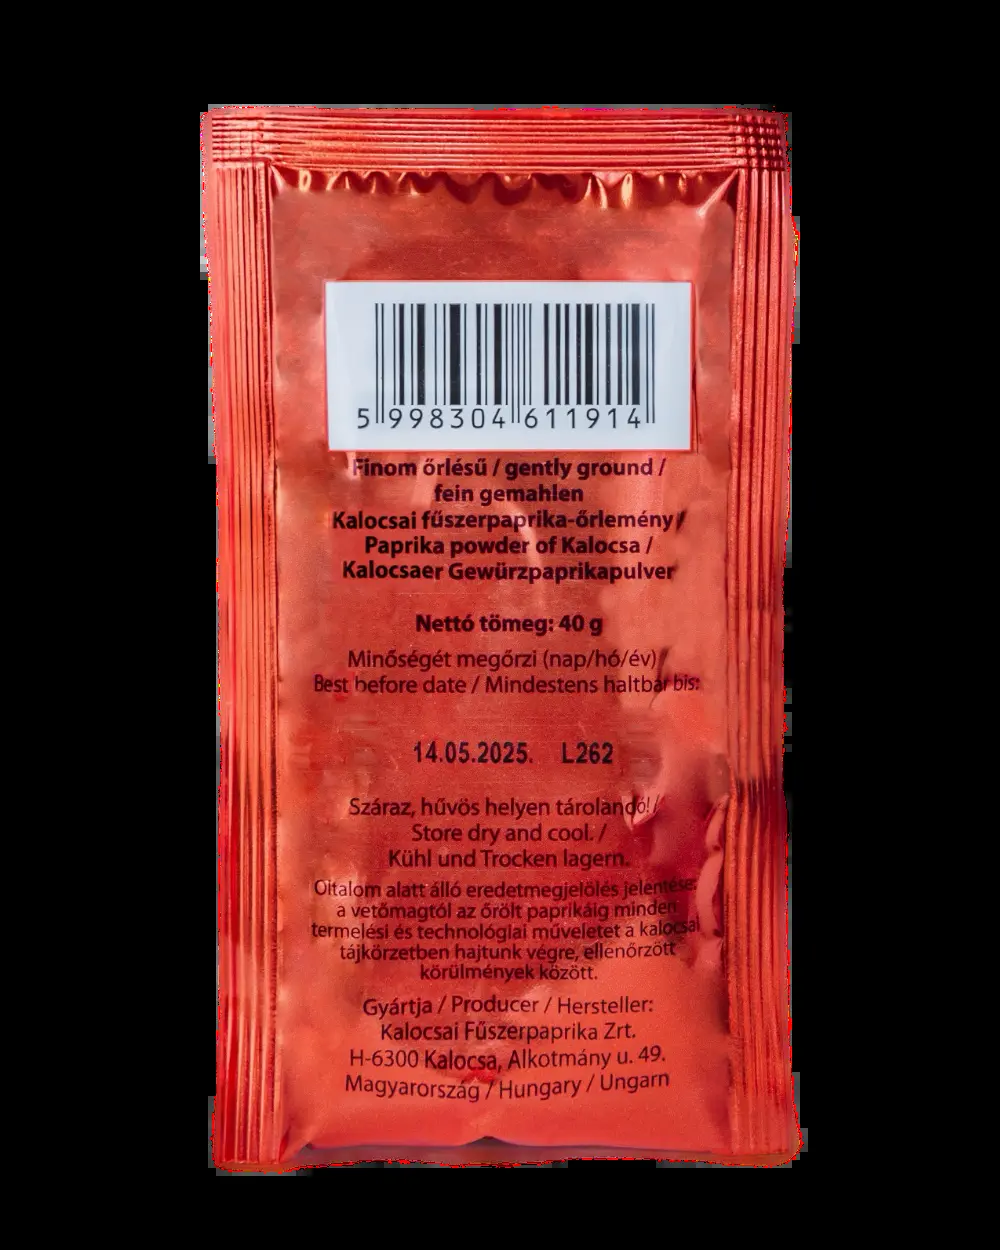 5 998304 611914
Finom őrlésű / gently ground /
fein gemahlen
Kalocsai fűszerpaprika-őrlemény /
Paprika powder of Kalocsa /
Kalocsaer Gewürzpaprikapulver
Nettó tömeg: 40 g
Minőségét megőrzi (nap/hó/év) /
Best before date / Mindestens haltbar bis:
14.05.2025. L262
Száraz, hűvös helyen tárolandó! /
Store dry and cool. /
Kühl und Trocken lagern.
Oltalom alatt álló eredetmegjelölés jelentése:
a vetőmagtól az őrölt paprikáig minden
termelési és technológiai műveletet a kalocsai
tájkörzetben hajtunk végre, ellenőrzött
körülmények között.
Gyártja / Producer / Hersteller:
Kalocsai Fűszerpaprika Zrt.
H-6300 Kalocsa, Alkotmány u. 49.
Magyarország / Hungary / Ungarn